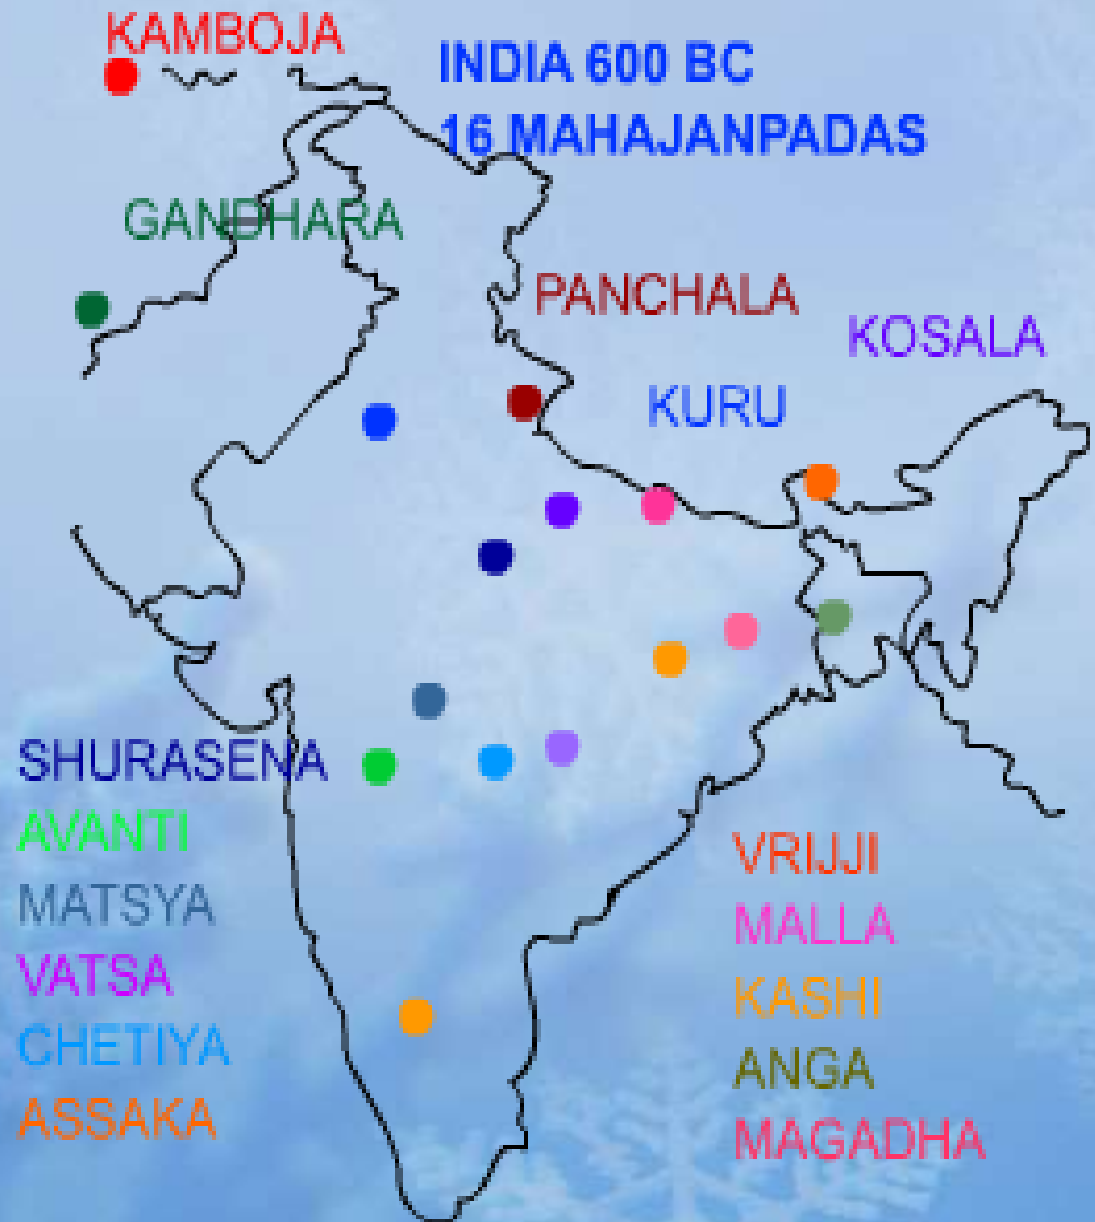 KAMBOJA
INDIA 600 BC
16 MAHAJANPADAS
GANDHARA
PANCHALA
KOSALA
KURU
SHURASENA
AVANTI
MATSYA
VATSA
CHETIYA
ASSAKA
VRIJJI
MALLA
KASHI
ANGA
MAGADHA